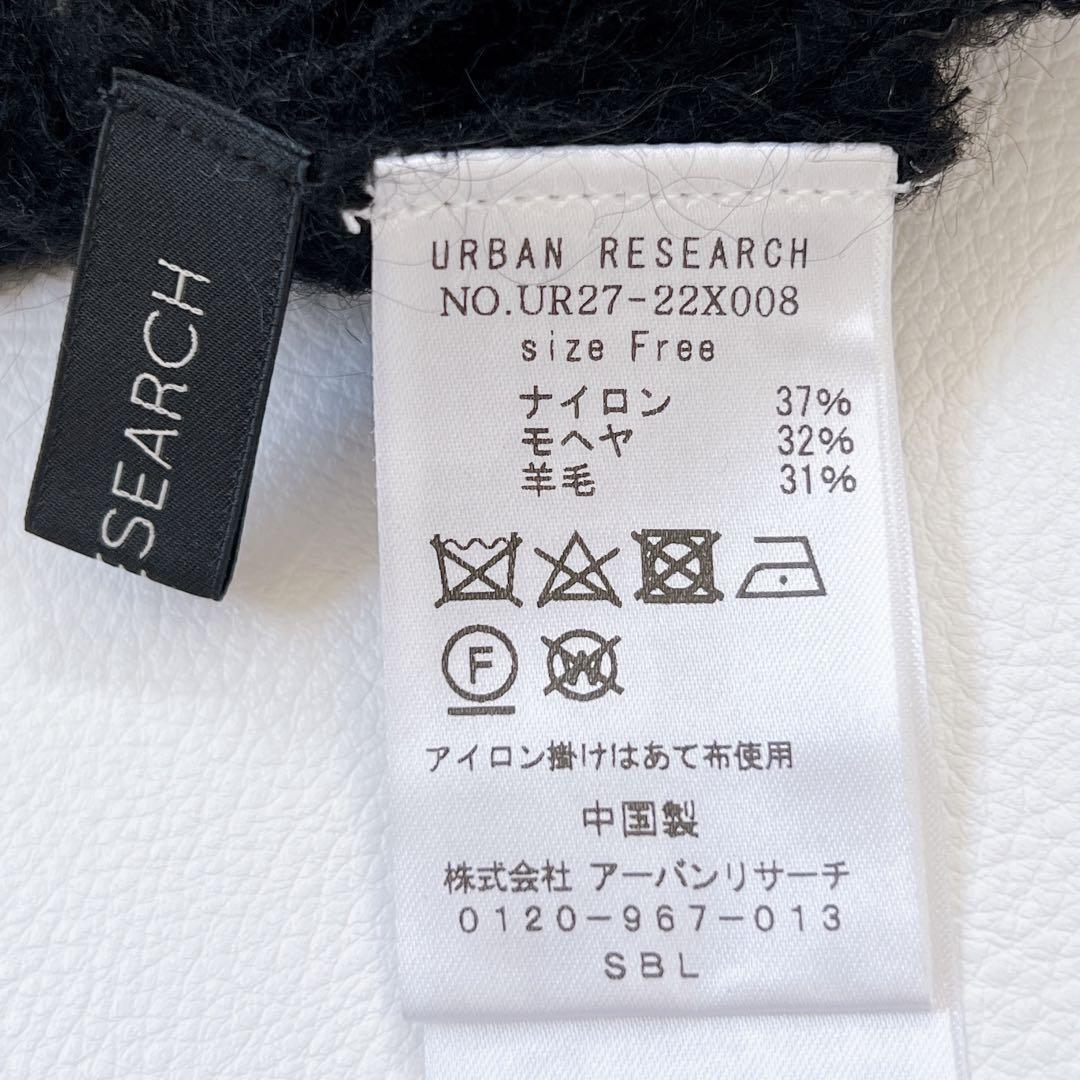 SEARCH
URBAN RESEARCH
NO.UR27-22X008
size Free
ナイロン 37%
モヘヤ 32%
羊毛 31%
F W
アイロン掛けはあて布使用
中国製
株式会社 アーバンリサーチ
0120-967-013
SBL